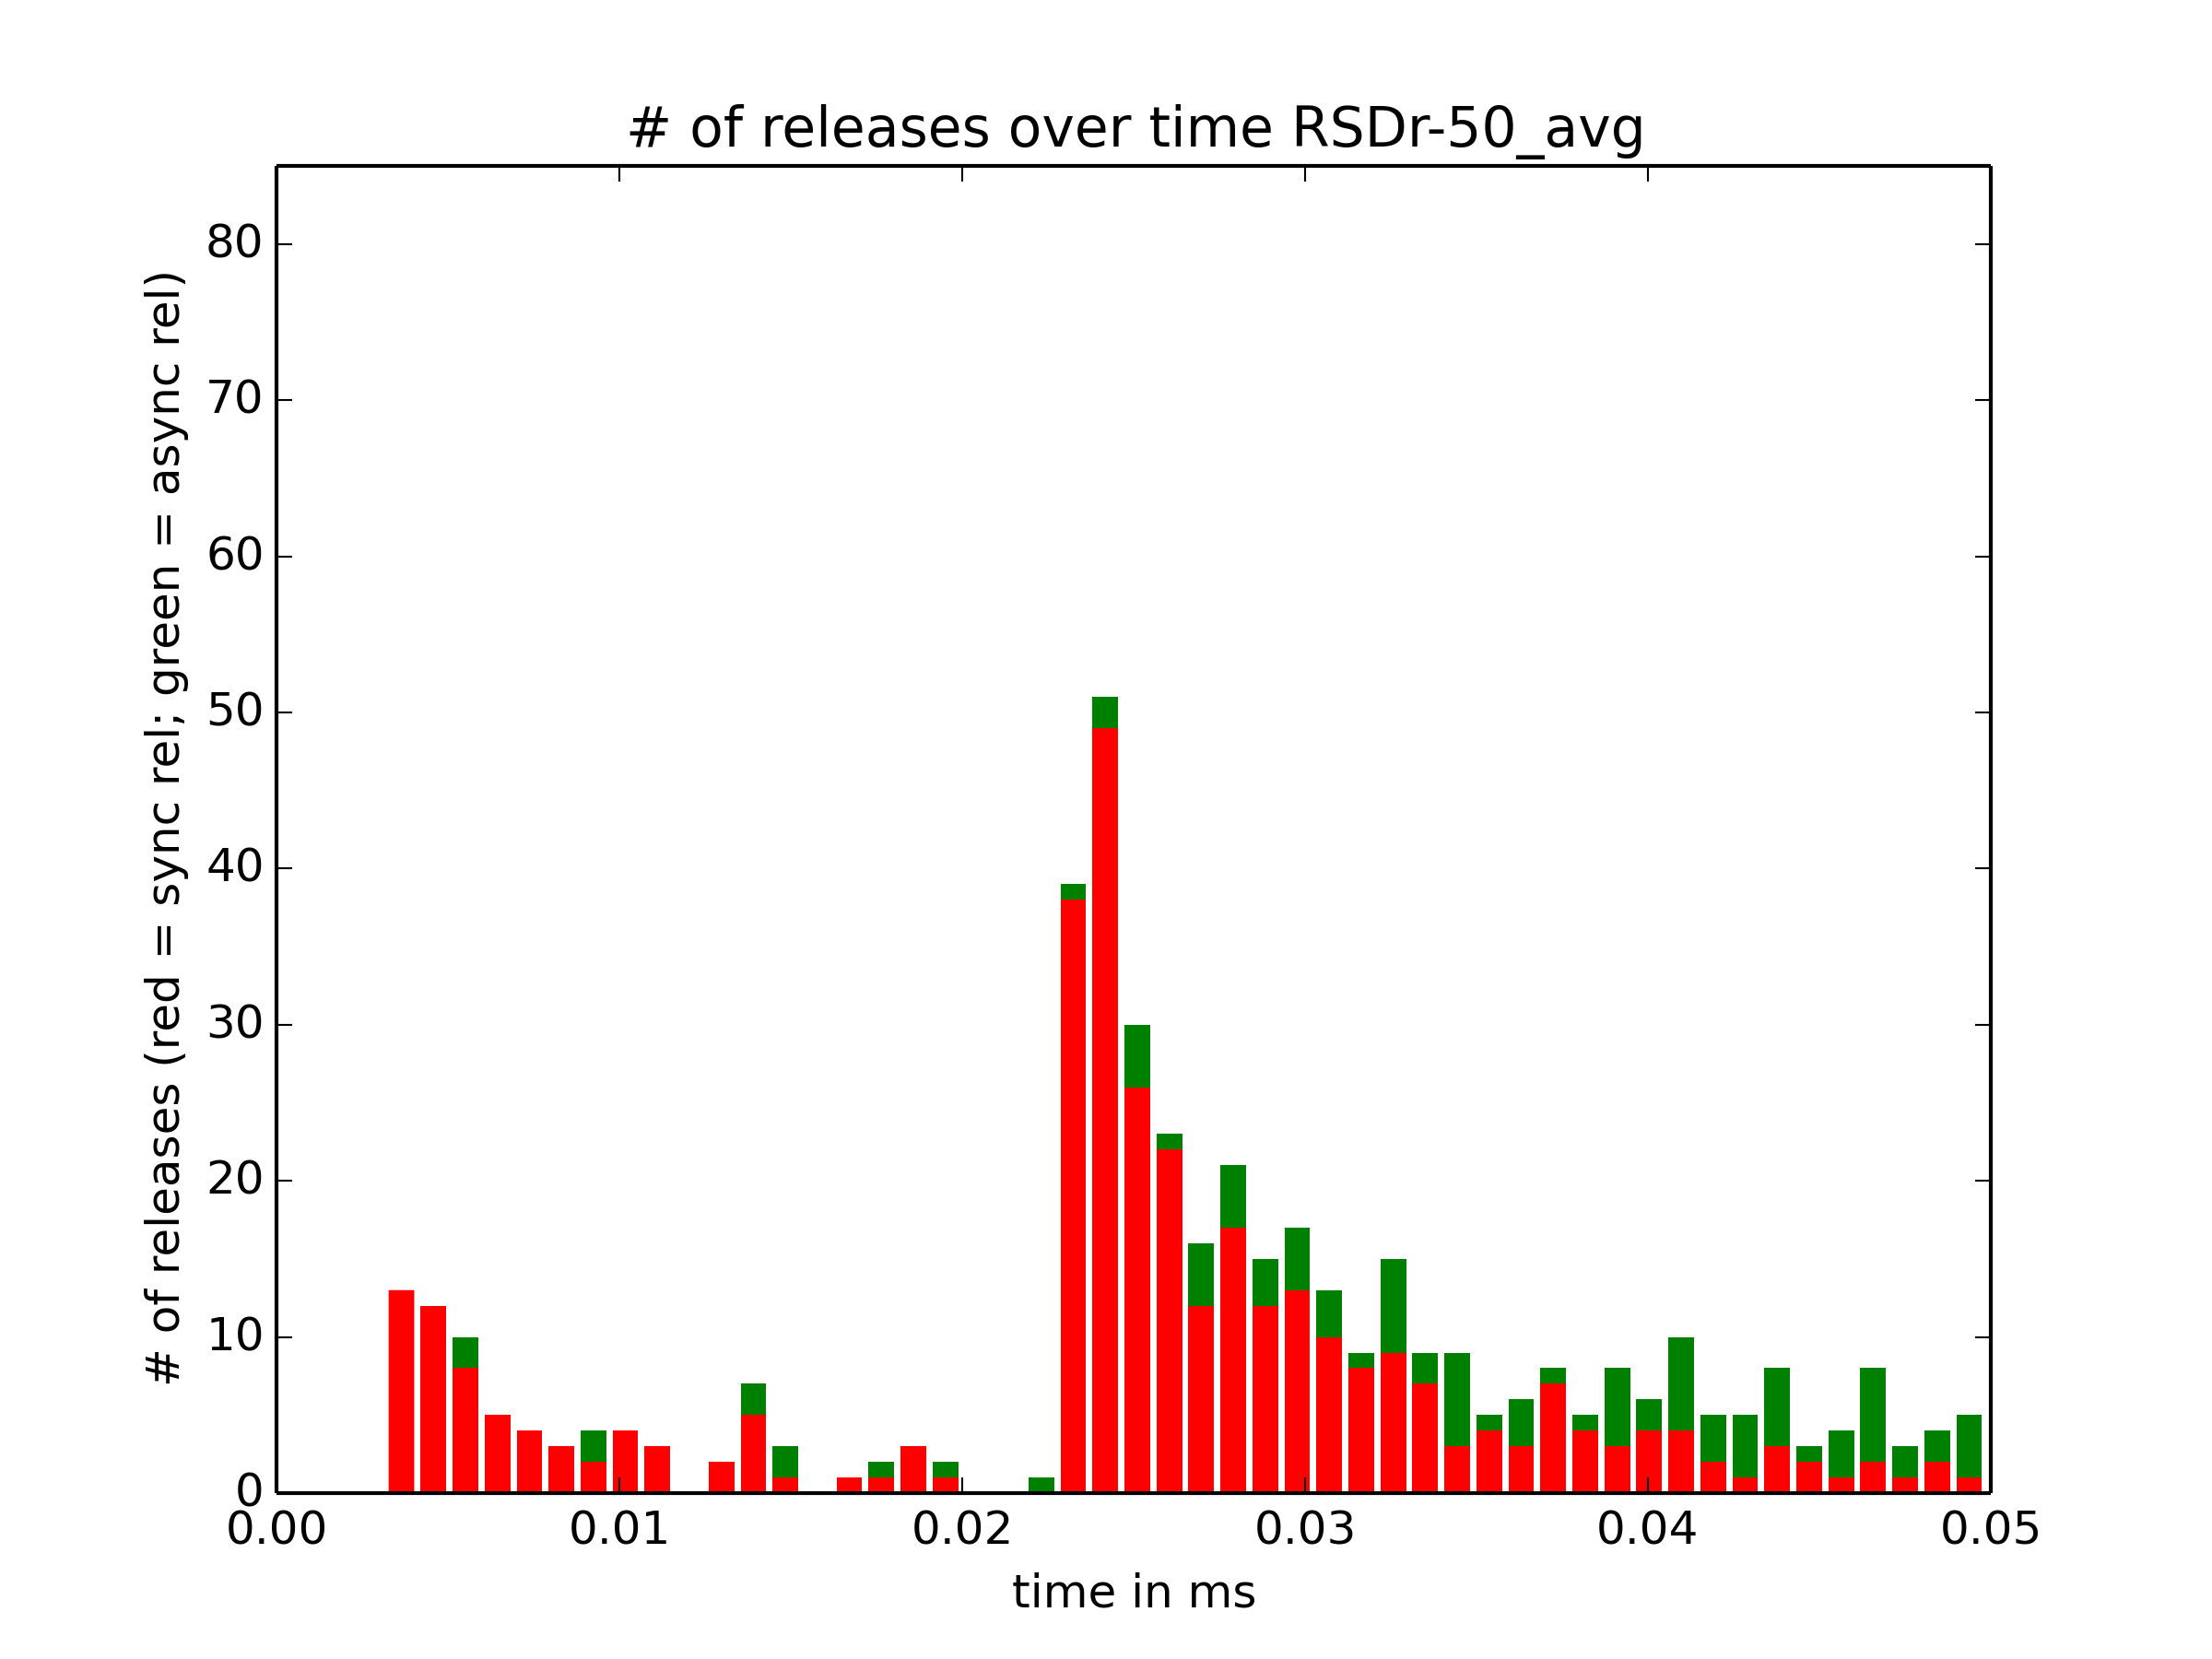 # of releases over time RSDr-50_avg
# of releases (red = sync rel; green = async rel)
80
70
60
50
40
30
20
10
0
0.00 0.01 0.02 0.03 0.04 0.05
time in ms